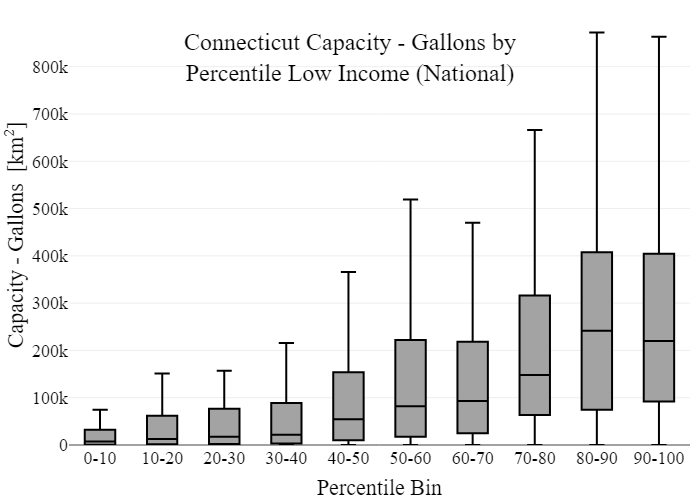 Connecticut Capacity - Gallons by
Percentile Low Income (National)
Capacity - Gallons [km²]
800k
700k
600k
500k
400k
300k
200k
100k
0
0-10 10-20 20-30 30-40 40-50 50-60 60-70 70-80 80-90 90-100
Percentile Bin